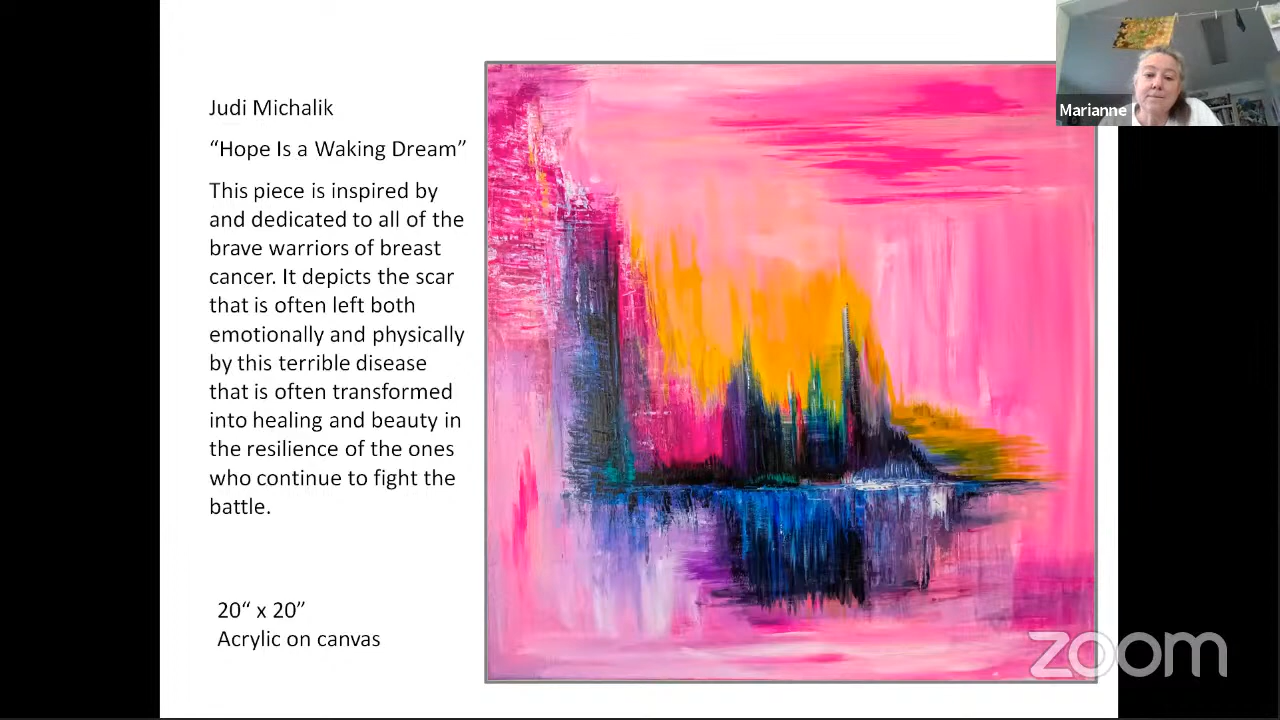 Judi Michalik
“Hope Is a Waking Dream”
This piece is inspired by
and dedicated to all of the
brave warriors of breast
cancer. It depicts the scar
that is often left both
emotionally and physically
by this terrible disease
that is often transformed
into healing and beauty in
the resilience of the ones
who continue to fight the
battle.
20“ x 20”
Acrylic on canvas
Marianne
zoom